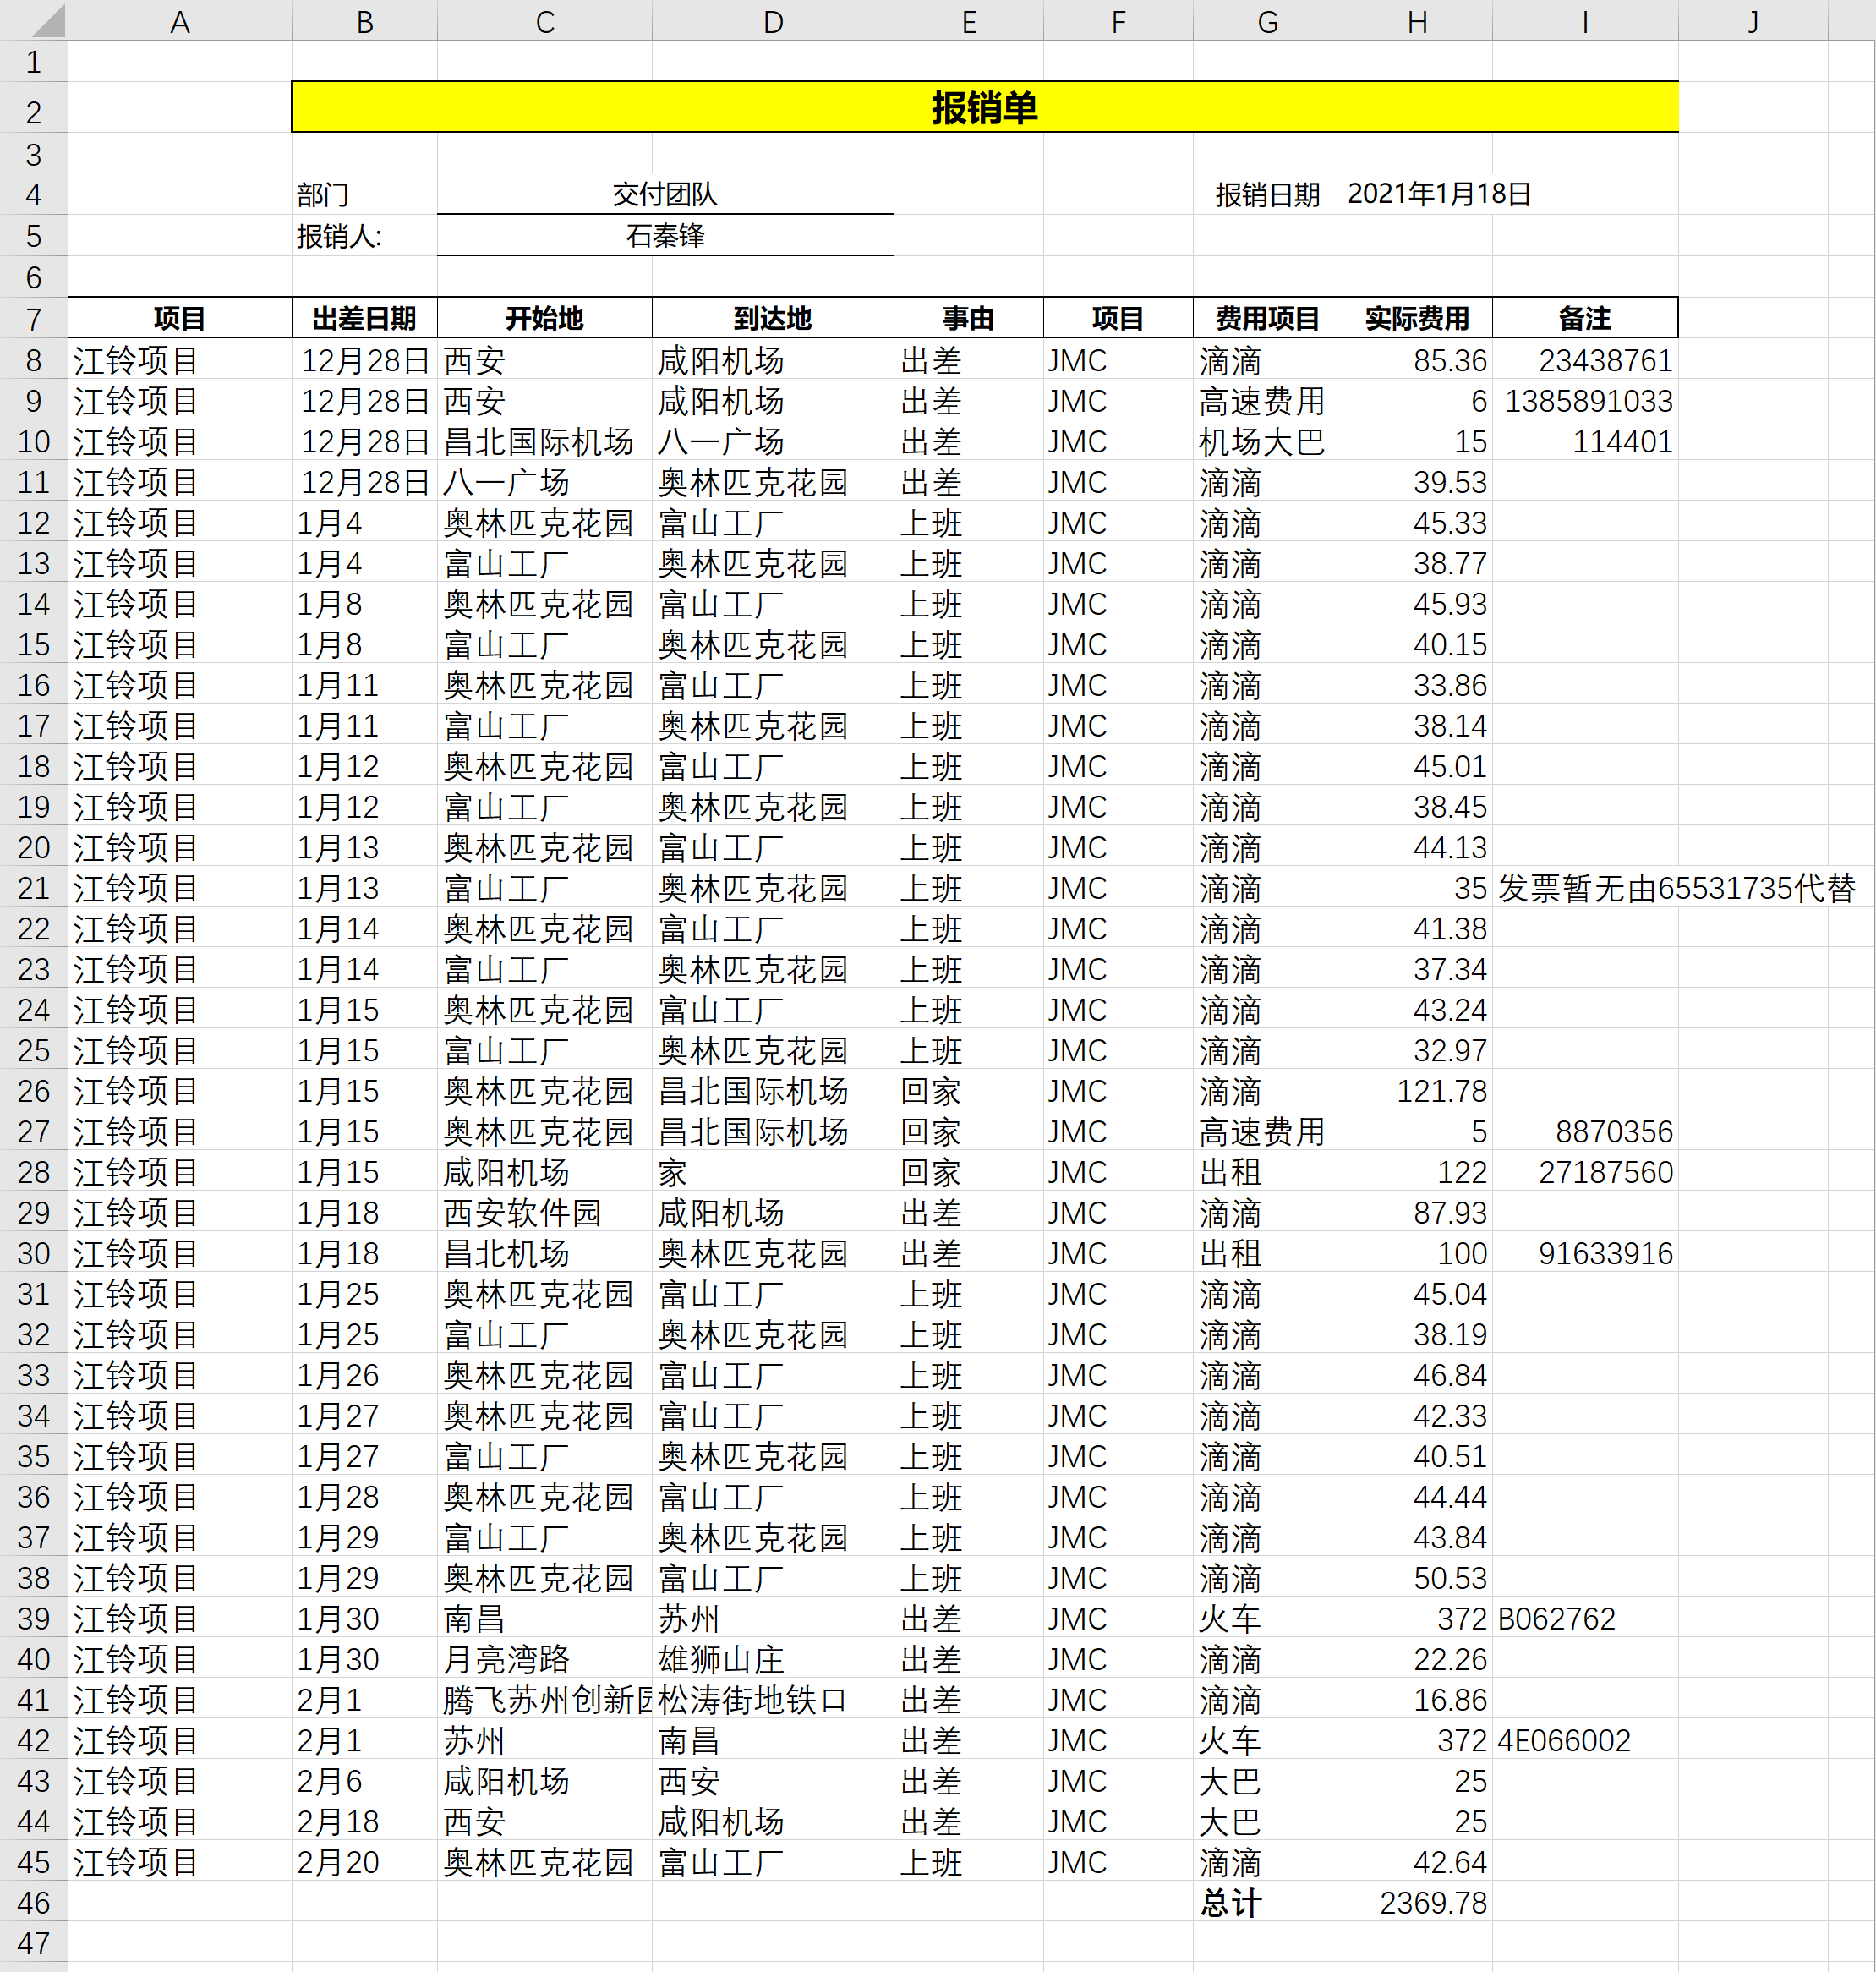 A B C D E F G H I J
1
2 报销单
3
4 部门 交付团队 报销日期 2021年1月18日
5 报销人: 石秦锋
6
7 项目 出差日期 开始地 到达地 事由 项目 费用项目 实际费用 备注
8 江铃项目 12月28日 西安 咸阳机场 出差 JMC 滴滴 85.36 23438761
9 江铃项目 12月28日 西安 咸阳机场 出差 JMC 高速费用 6 1385891033
10 江铃项目 12月28日 昌北国际机场 八一广场 出差 JMC 机场大巴 15 114401
11 江铃项目 12月28日 八一广场 奥林匹克花园 出差 JMC 滴滴 39.53
12 江铃项目 1月4 奥林匹克花园 富山工厂 上班 JMC 滴滴 45.33
13 江铃项目 1月4 富山工厂 奥林匹克花园 上班 JMC 滴滴 38.77
14 江铃项目 1月8 奥林匹克花园 富山工厂 上班 JMC 滴滴 45.93
15 江铃项目 1月8 富山工厂 奥林匹克花园 上班 JMC 滴滴 40.15
16 江铃项目 1月11 奥林匹克花园 富山工厂 上班 JMC 滴滴 33.86
17 江铃项目 1月11 富山工厂 奥林匹克花园 上班 JMC 滴滴 38.14
18 江铃项目 1月12 奥林匹克花园 富山工厂 上班 JMC 滴滴 45.01
19 江铃项目 1月12 富山工厂 奥林匹克花园 上班 JMC 滴滴 38.45
20 江铃项目 1月13 奥林匹克花园 富山工厂 上班 JMC 滴滴 44.13
21 江铃项目 1月13 富山工厂 奥林匹克花园 上班 JMC 滴滴 35 发票暂无由65531735代替
22 江铃项目 1月14 奥林匹克花园 富山工厂 上班 JMC 滴滴 41.38
23 江铃项目 1月14 富山工厂 奥林匹克花园 上班 JMC 滴滴 37.34
24 江铃项目 1月15 奥林匹克花园 富山工厂 上班 JMC 滴滴 43.24
25 江铃项目 1月15 富山工厂 奥林匹克花园 上班 JMC 滴滴 32.97
26 江铃项目 1月15 奥林匹克花园 昌北国际机场 回家 JMC 滴滴 121.78
27 江铃项目 1月15 奥林匹克花园 昌北国际机场 回家 JMC 高速费用 5 8870356
28 江铃项目 1月15 咸阳机场 家 回家 JMC 出租 122 27187560
29 江铃项目 1月18 西安软件园 咸阳机场 出差 JMC 滴滴 87.93
30 江铃项目 1月18 昌北机场 奥林匹克花园 出差 JMC 出租 100 91633916
31 江铃项目 1月25 奥林匹克花园 富山工厂 上班 JMC 滴滴 45.04
32 江铃项目 1月25 富山工厂 奥林匹克花园 上班 JMC 滴滴 38.19
33 江铃项目 1月26 奥林匹克花园 富山工厂 上班 JMC 滴滴 46.84
34 江铃项目 1月27 奥林匹克花园 富山工厂 上班 JMC 滴滴 42.33
35 江铃项目 1月27 富山工厂 奥林匹克花园 上班 JMC 滴滴 40.51
36 江铃项目 1月28 奥林匹克花园 富山工厂 上班 JMC 滴滴 44.44
37 江铃项目 1月29 富山工厂 奥林匹克花园 上班 JMC 滴滴 43.84
38 江铃项目 1月29 奥林匹克花园 富山工厂 上班 JMC 滴滴 50.53
39 江铃项目 1月30 南昌 苏州 出差 JMC 火车 372 B062762
40 江铃项目 1月30 月亮湾路 雄狮山庄 出差 JMC 滴滴 22.26
41 江铃项目 2月1 腾飞苏州创新 松涛街地铁口 出差 JMC 滴滴 16.86
42 江铃项目 2月1 苏州 南昌 出差 JMC 火车 372 4E066002
43 江铃项目 2月6 咸阳机场 西安 出差 JMC 大巴 25
44 江铃项目 2月18 西安 咸阳机场 出差 JMC 大巴 25
45 江铃项目 2月20 奥林匹克花园 富山工厂 上班 JMC 滴滴 42.64
46 总计 2369.78
47